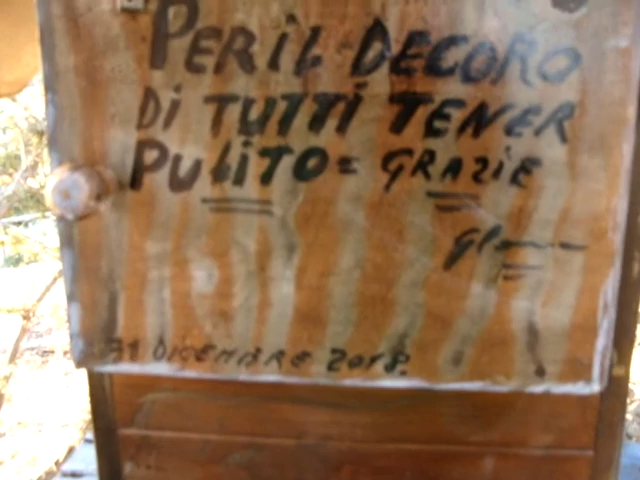 PER IL DECORO
Di TUTTi TENER
PULiTO = GRAZiE
31 DICEMBRE 2018.